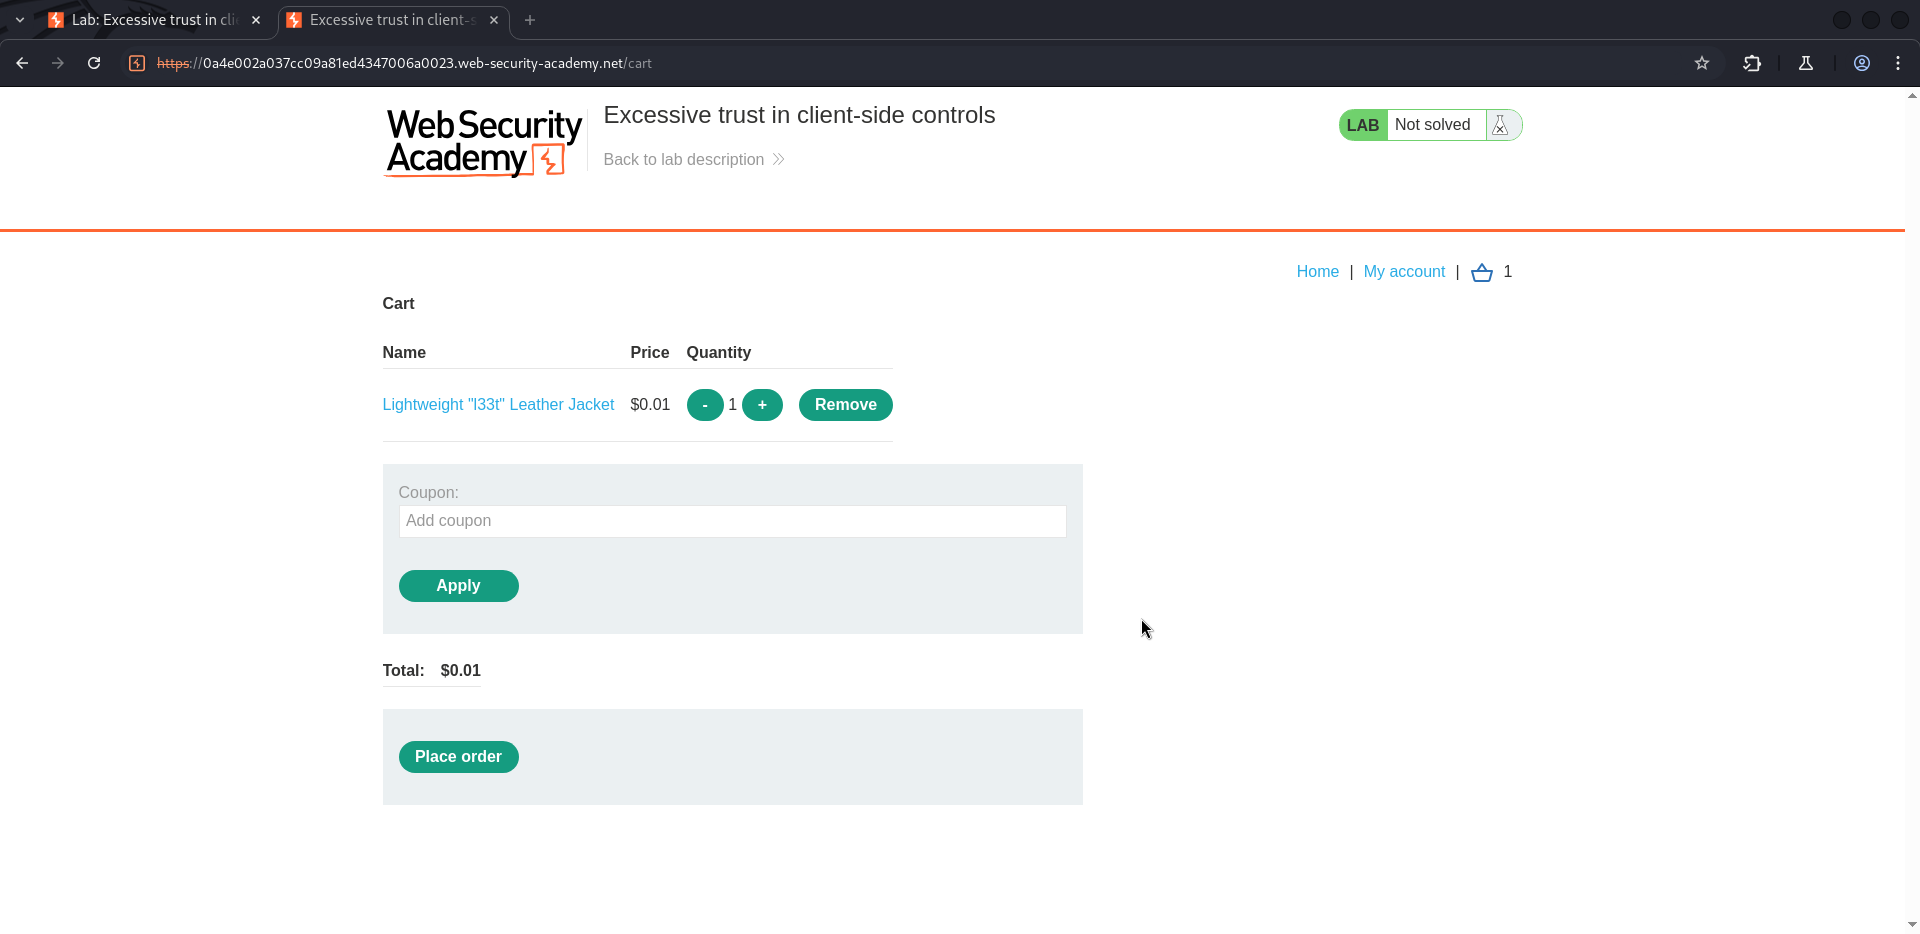 Lab: Excessive trust in cli
Excessive trust in client-s
https://0a4e002a037cc09a81ed4347006a0023.web-security-academy.net/cart
WebSecurity
Academy
Excessive trust in client-side controls
Back to lab description
LAB Not solved
Home | My account | 1
Cart
Name Price Quantity
Lightweight "l33t" Leather Jacket $0.01 - 1 + Remove
Coupon:
Add coupon
Apply
Total: $0.01
Place order